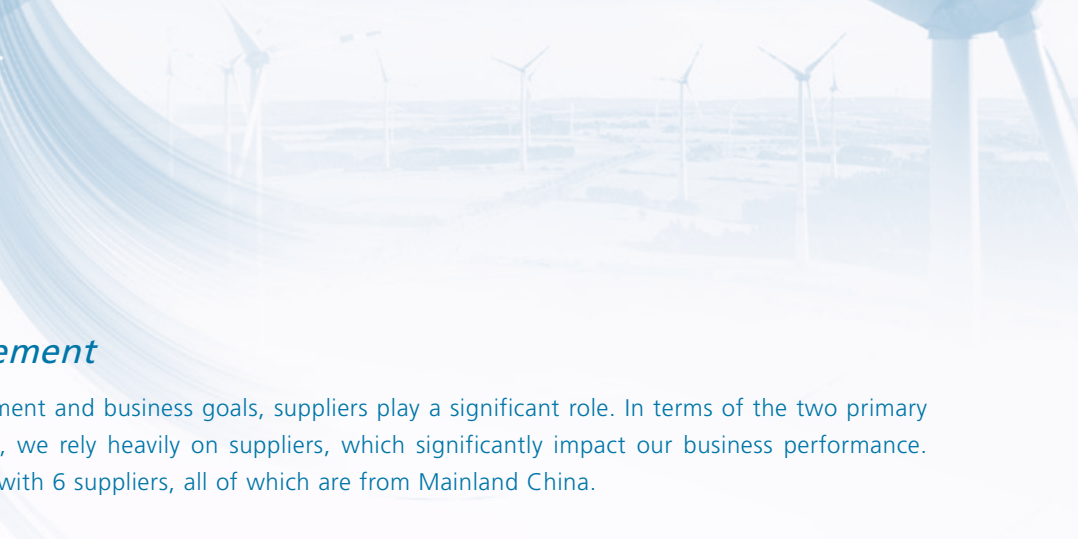 ement
ment and business goals, suppliers play a significant role. In terms of the two primary
, we rely heavily on suppliers, which significantly impact our business performance.
with 6 suppliers, all of which are from Mainland China.